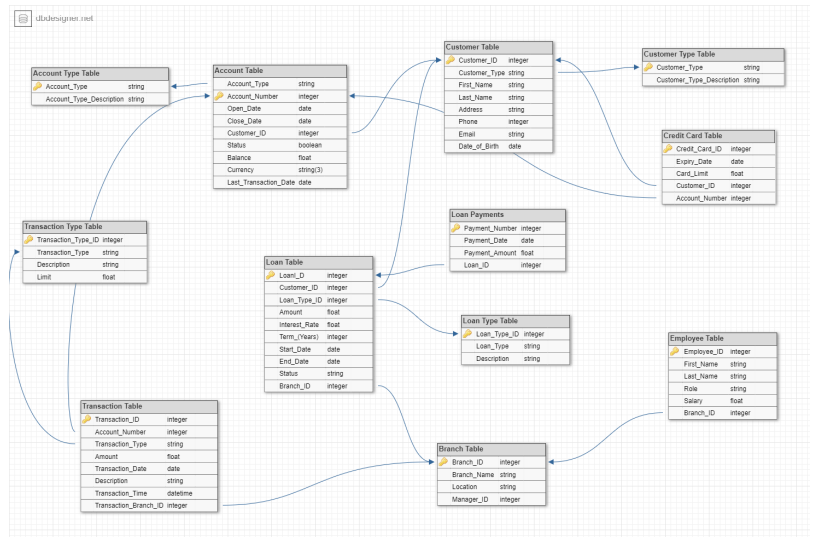 dbdesigner.net
Account Type Table
Account_Type string
Account_Type_Description string
Account Table
Account_Type string
Account_Number integer
Open_Date date
Close_Date date
Customer_ID integer
Status boolean
Balance float
Currency string(3)
Last_Transaction_Date date
Customer Table
Customer_ID integer
Customer_Type string
First_Name string
Last_Name string
Address string
Phone integer
Email string
Date_of_Birth date
Customer Type Table
Customer_Type string
Customer_Type_Description string
Credit Card Table
Credit_Card_ID integer
Expiry_Date date
Card_Limit float
Customer_ID integer
Account_Number integer
Transaction Type Table
Transaction_Type_ID integer
Transaction_Type string
Description string
Limit float
Loan Payments
Payment_Number integer
Payment_Date date
Payment_Amount float
Loan_ID integer
Loan Table
LoanI_D integer
Customer_ID integer
Loan_Type_ID integer
Amount float
Interest_Rate float
Term_(Years) integer
Start_Date date
End_Date date
Status string
Branch_ID integer
Loan Type Table
Loan_Type_ID integer
Loan_Type string
Description string
Employee Table
Employee_ID integer
First_Name string
Last_Name string
Role string
Salary float
Branch_ID integer
Transaction Table
Transaction_ID integer
Account_Number integer
Transaction_Type string
Amount float
Transaction_Date date
Description string
Transaction_Time datetime
Transaction_Branch_ID integer
Branch Table
Branch_ID integer
Branch_Name string
Location string
Manager_ID integer